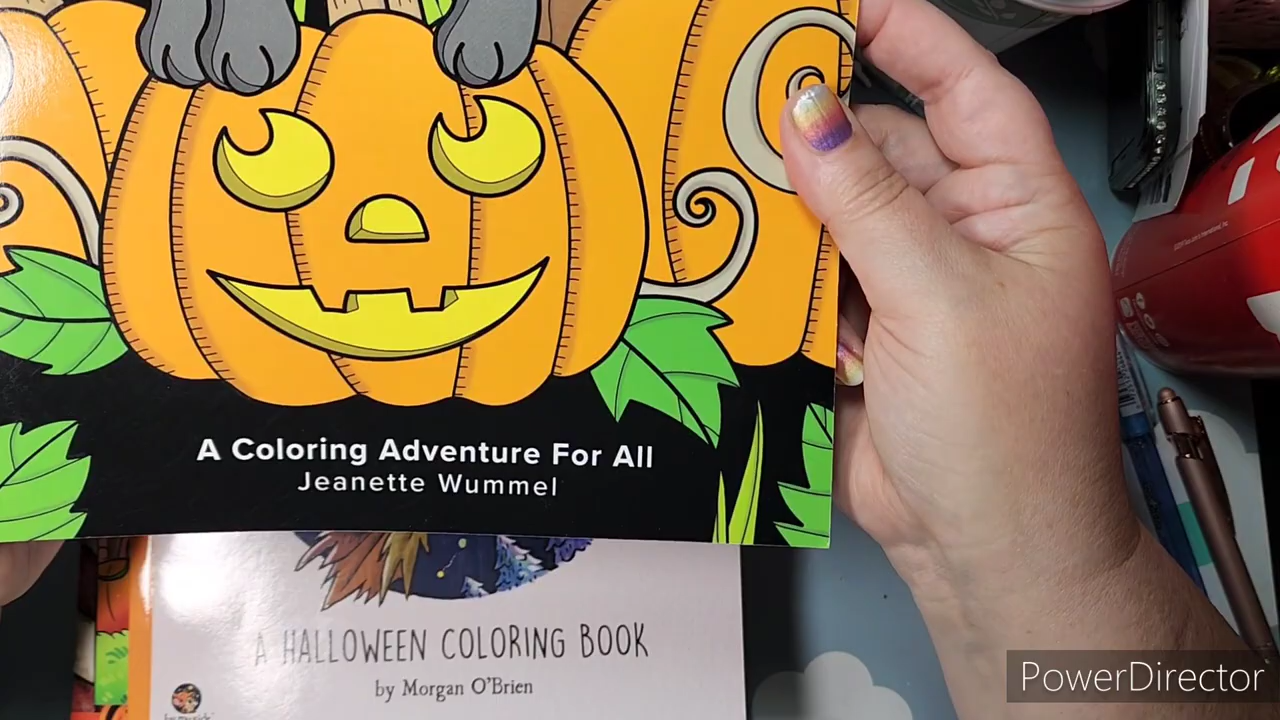 A Coloring Adventure For All
Jeanette Wummel
A HALLOWEEN COLORING BOOK
by Morgan O'Brien
PowerDirector